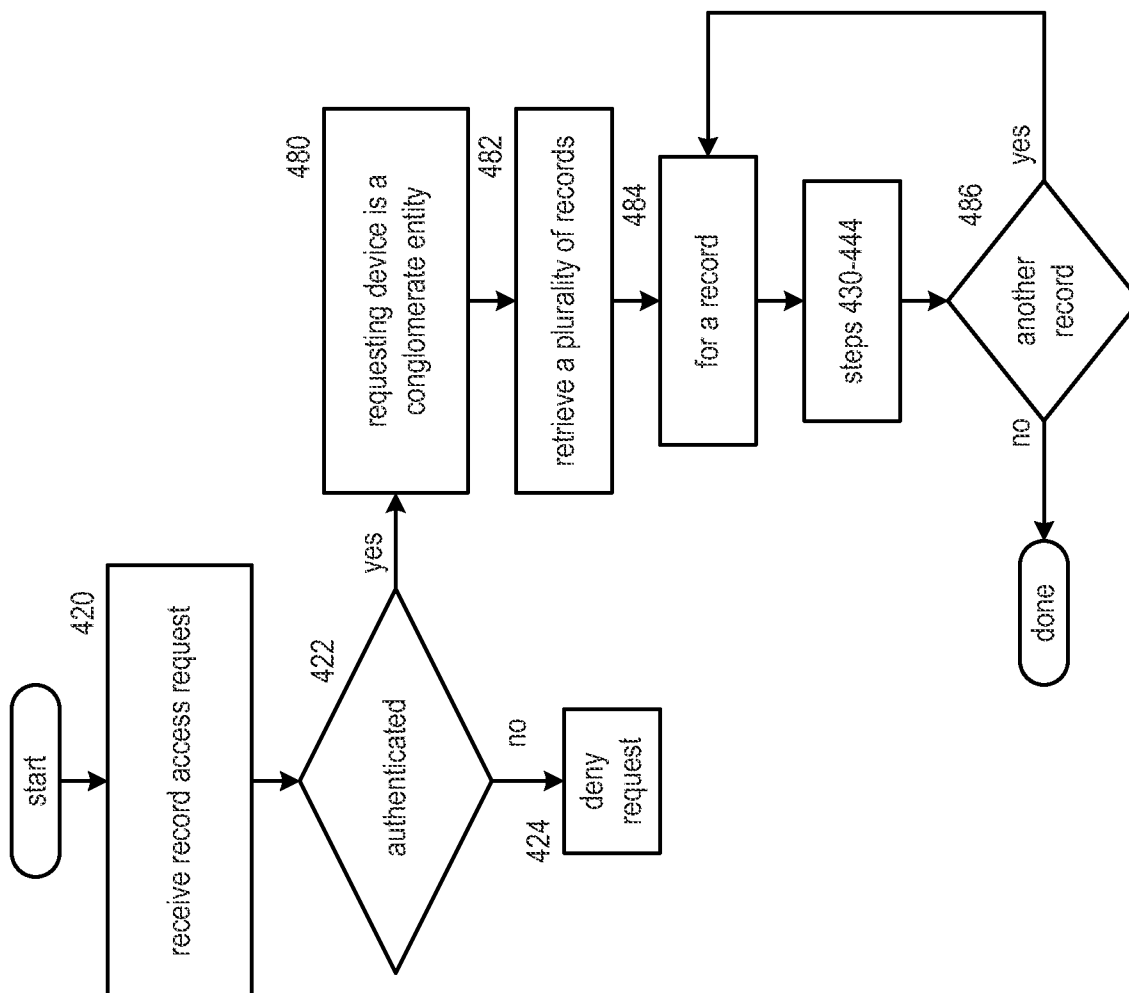 start
420
receive record access request
422
authenticated
yes
no
424
deny
request
480
requesting device is a
conglomerate entity
482
retrieve a plurality of records
484
for a record
steps 430-444
486
another
record
yes
no
done